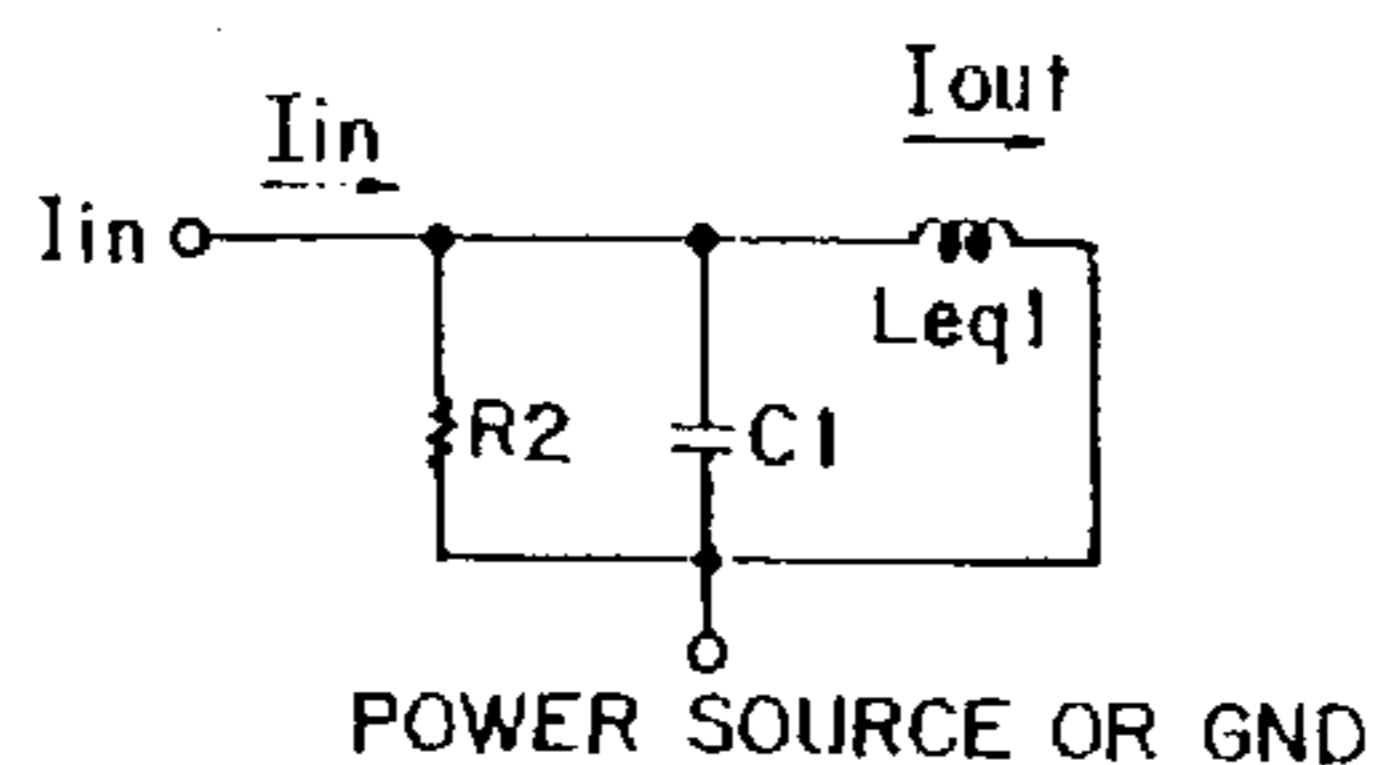 Iout
Iin
Iin
Leq1
R2
C1
POWER SOURCE OR GND